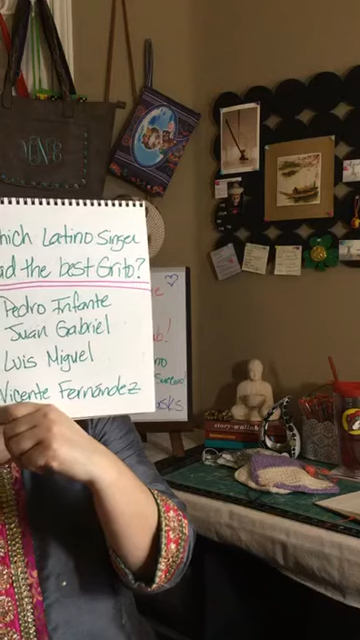 hich Latino singer
ad the best Grito?
Pedro Infante
Juan Gabriel
Luis Miguel
Vicente Fernández